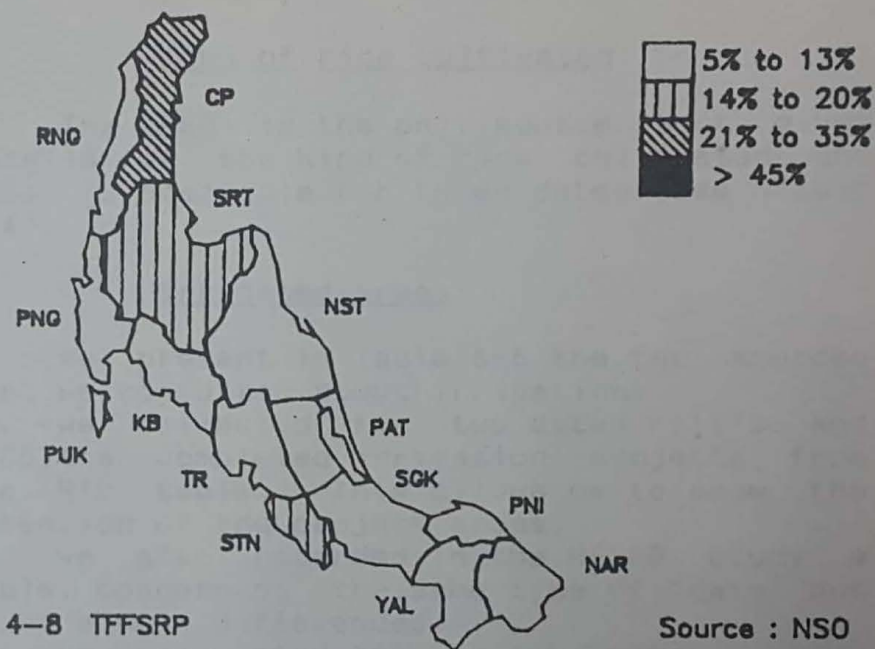 5% to 13%
14% to 20%
21% to 35%
> 45%
CP
RNG
SRT
NST
PNG
KB
PUK
PAT
TR
SGK
PNI
STN
NAR
YAL
4-8 TFFSRP
Source : NSO